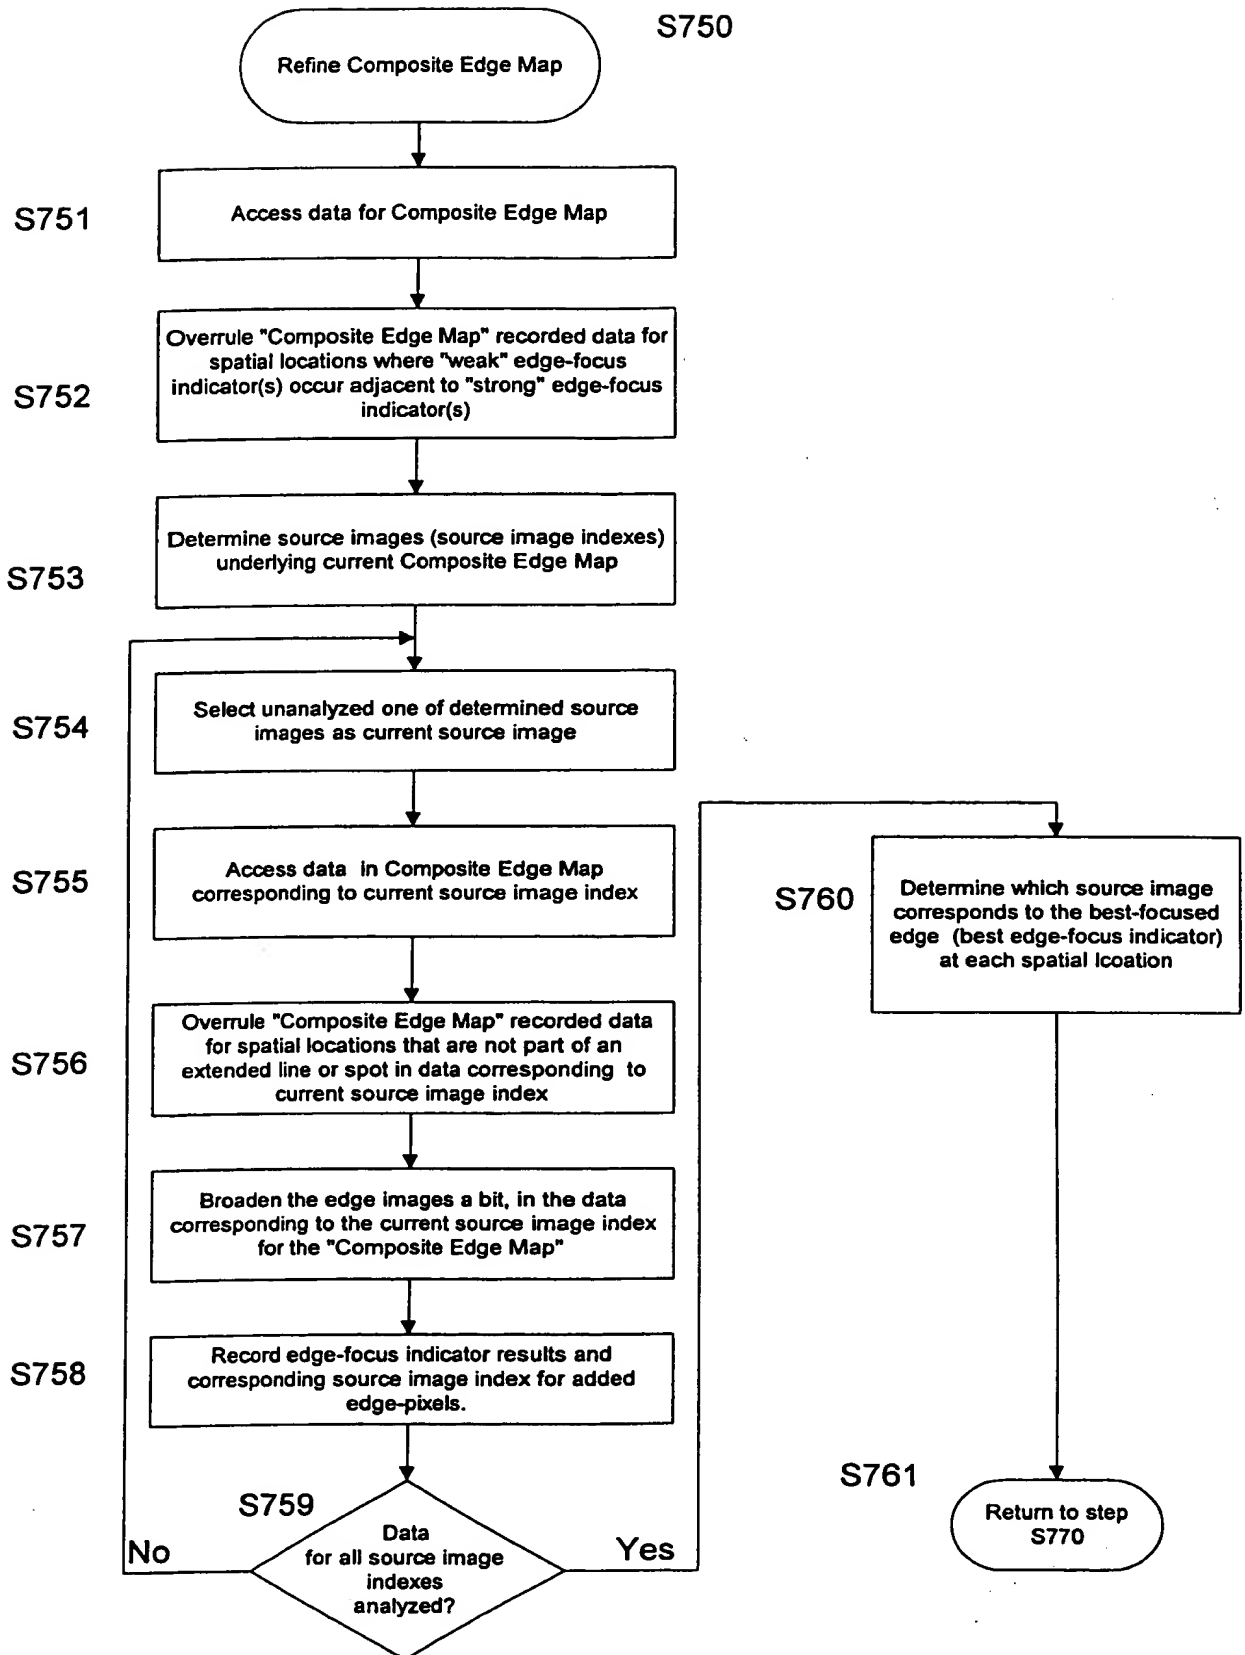 S750
Refine Composite Edge Map
S751
Access data for Composite Edge Map
S752
Overrule "Composite Edge Map" recorded data for
spatial locations where "weak" edge-focus
indicator(s) occur adjacent to "strong" edge-focus
indicator(s)
S753
Determine source images (source image indexes)
underlying current Composite Edge Map
S754
Select unanalyzed one of determined source
images as current source image
S755
Access data in Composite Edge Map
corresponding to current source image index
S756
Overrule "Composite Edge Map" recorded data
for spatial locations that are not part of an
extended line or spot in data corresponding to
current source image index
S757
Broaden the edge images a bit, in the data
corresponding to the current source image index
for the "Composite Edge Map"
S758
Record edge-focus indicator results and
corresponding source image index for added
edge-pixels.
S759
Data
for all source image
indexes
analyzed?
No
Yes
S760
Determine which source image
corresponds to the best-focused
edge (best edge-focus indicator)
at each spatial lcoation
S761
Return to step
S770